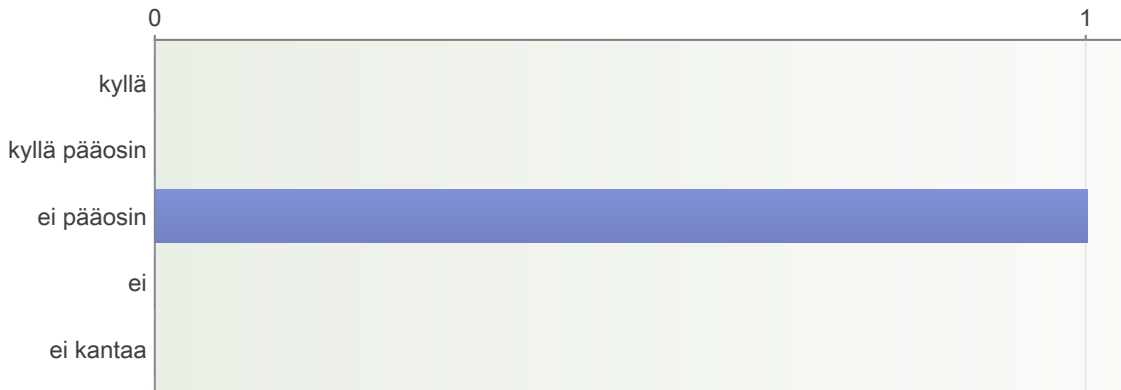 0 1
kyllä
kyllä pääosin
ei pääosin
ei
ei kantaa